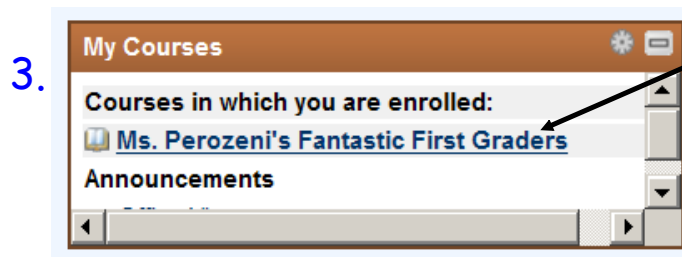 3.
My Courses
Courses in which you are enrolled:
Ms. Perozeni's Fantastic First Graders
Announcements